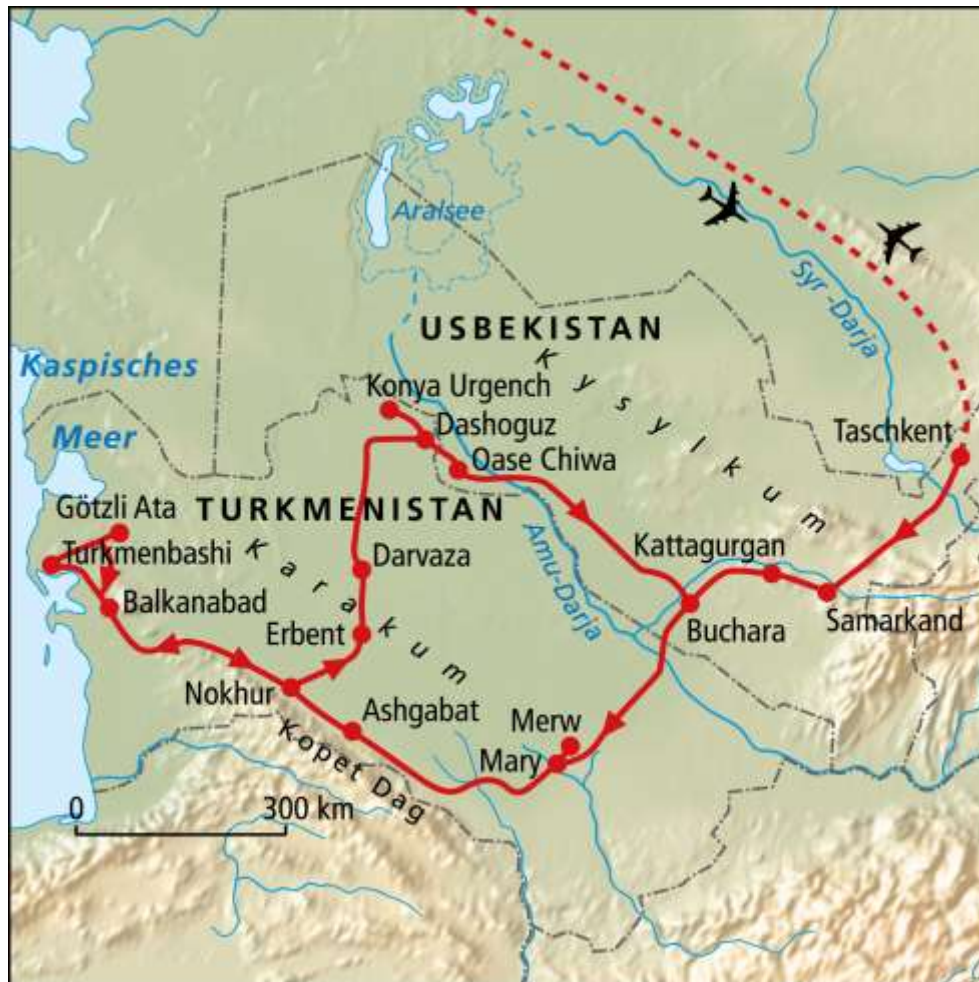 Aralsee
Syr-Darja
USBEKISTAN
Kaspisches
Meer
Kysylkum
Konya Urgench
Dashoguz
Taschkent
Oase Chiwa
Götzli Ata
TURKMENISTAN
Turkmenbashi
Karakum
Darvaza
Amu-Darja
Kattagurgan
Balkanabad
Erbent
Buchara
Samarkand
Nokhur
Ashgabat
Merw
Kopet Dag
Mary
0 300 km